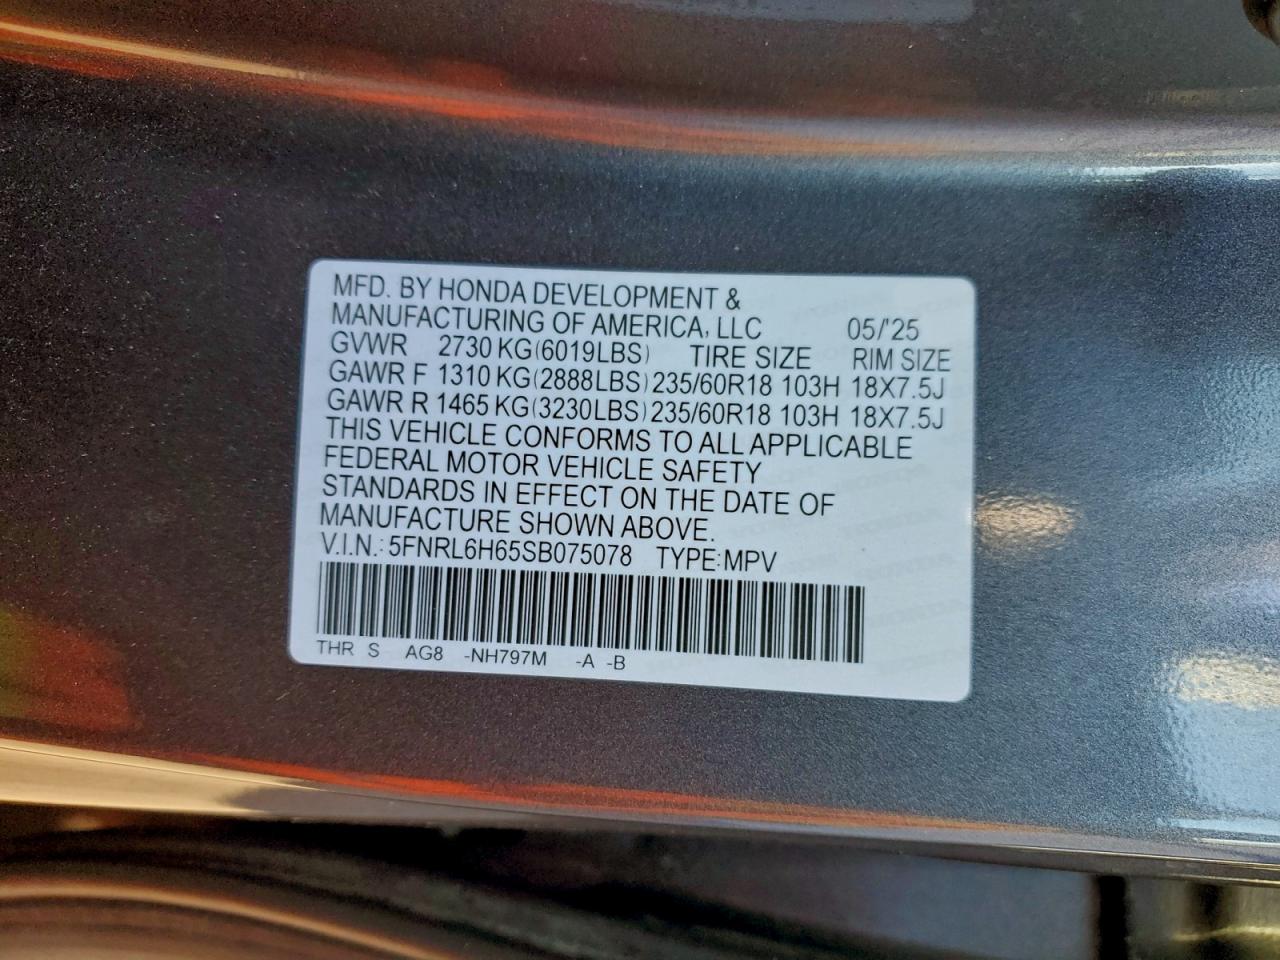 MFD. BY HONDA DEVELOPMENT &
MANUFACTURING OF AMERICA, LLC 05/'25
GVWR 2730 KG(6019LBS) TIRE SIZE RIM SIZE
GAWR F 1310 KG(2888LBS) 235/60R18 103H 18X7.5J
GAWR R 1465 KG(3230LBS) 235/60R18 103H 18X7.5J
THIS VEHICLE CONFORMS TO ALL APPLICABLE
FEDERAL MOTOR VEHICLE SAFETY
STANDARDS IN EFFECT ON THE DATE OF
MANUFACTURE SHOWN ABOVE.
V.I.N.: 5FNRL6H65SB075078 TYPE: MPV
THR S AG8 -NH797M -A -B